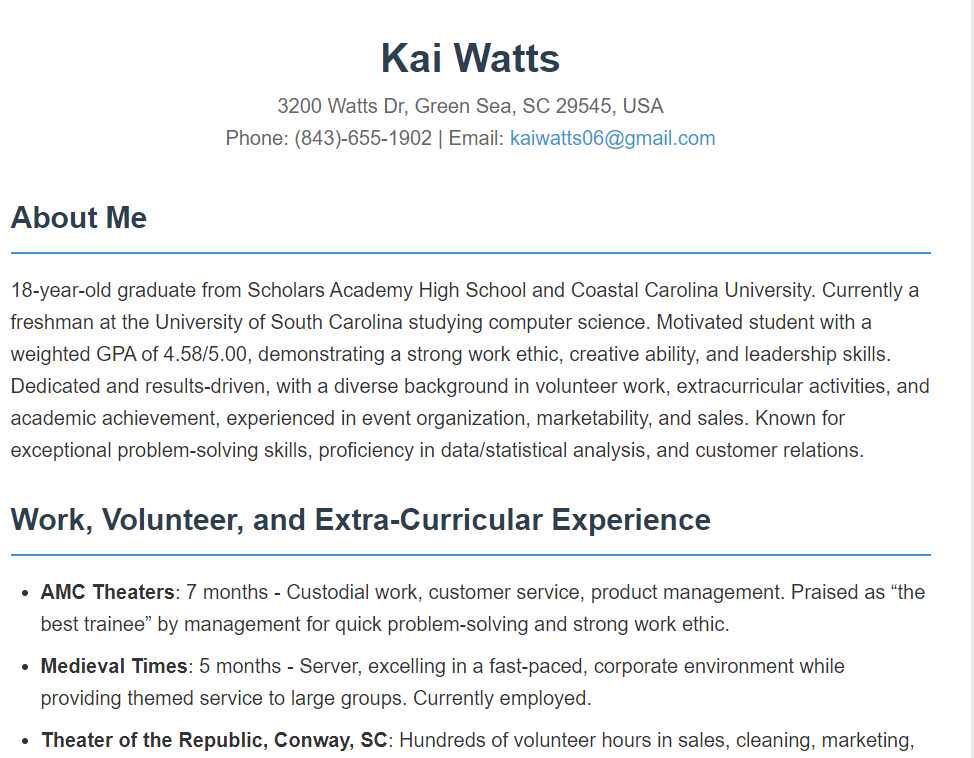 Kai Watts
3200 Watts Dr, Green Sea, SC 29545, USA
Phone: (843)-655-1902 | Email: kaiwatts06@gmail.com
About Me
18-year-old graduate from Scholars Academy High School and Coastal Carolina University. Currently a
freshman at the University of South Carolina studying computer science. Motivated student with a
weighted GPA of 4.58/5.00, demonstrating a strong work ethic, creative ability, and leadership skills.
Dedicated and results-driven, with a diverse background in volunteer work, extracurricular activities, and
academic achievement, experienced in event organization, marketability, and sales. Known for
exceptional problem-solving skills, proficiency in data/statistical analysis, and customer relations.
Work, Volunteer, and Extra-Curricular Experience
• AMC Theaters: 7 months - Custodial work, customer service, product management. Praised as “the
best trainee” by management for quick problem-solving and strong work ethic.
• Medieval Times: 5 months - Server, excelling in a fast-paced, corporate environment while
providing themed service to large groups. Currently employed.
• Theater of the Republic, Conway, SC: Hundreds of volunteer hours in sales, cleaning, marketing,